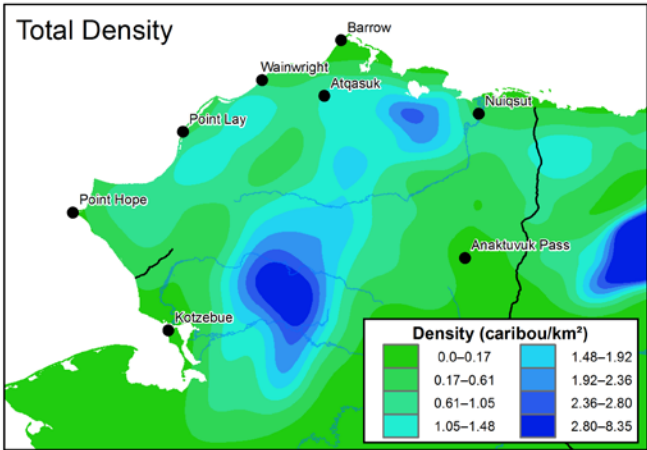 Total Density
Barrow
Wainwright
Atqasuk
Nuiqsut
Point Lay
Point Hope
Anaktuvuk Pass
Kotzebue
Density (caribou/km²)
0.0–0.17
0.17–0.61
0.61–1.05
1.05–1.48
1.48–1.92
1.92–2.36
2.36–2.80
2.80–8.35